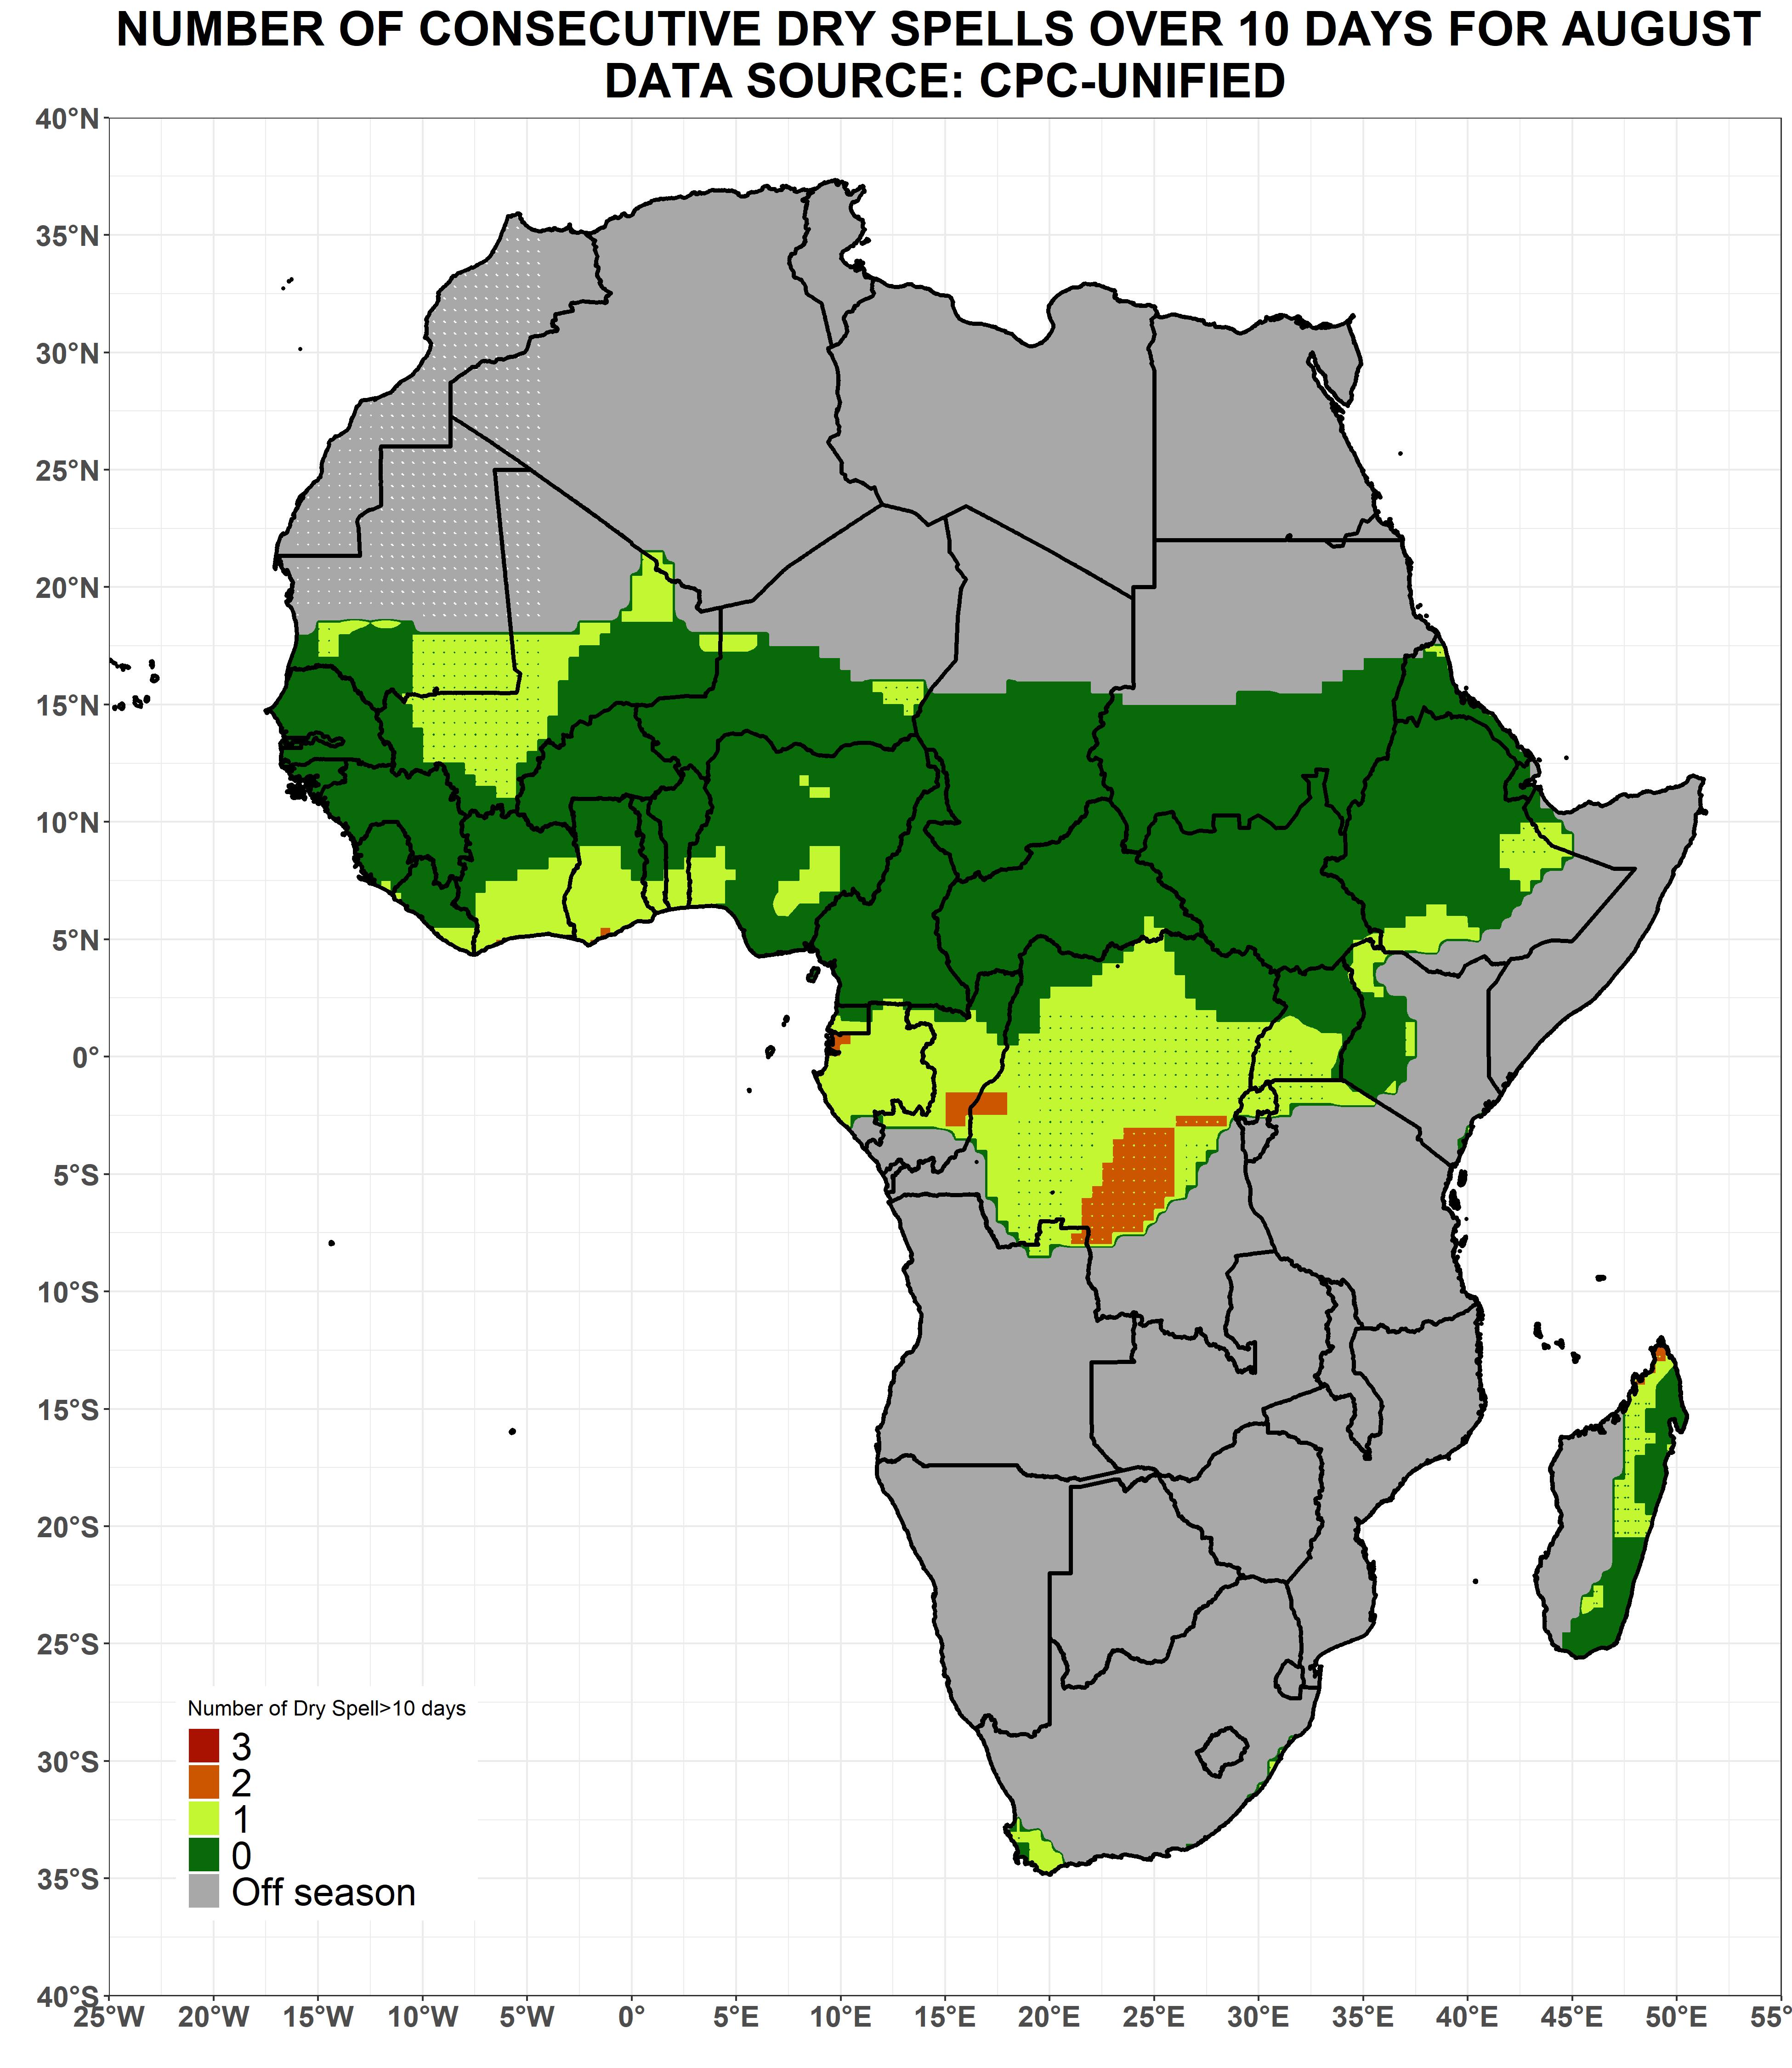 NUMBER OF CONSECUTIVE DRY SPELLS OVER 10 DAYS FOR AUGUST
DATA SOURCE: CPC-UNIFIED
40°N
35°N
30°N
25°N
20°N
15°N
10°N
5°N
0°
5°S
10°S
15°S
20°S
25°S
30°S
35°S
40°S
Number of Dry Spell>10 days
3
2
1
0
Off season
25°W 20°W 15°W 10°W 5°W 0° 5°E 10°E 15°E 20°E 25°E 30°E 35°E 40°E 45°E 50°E 55°